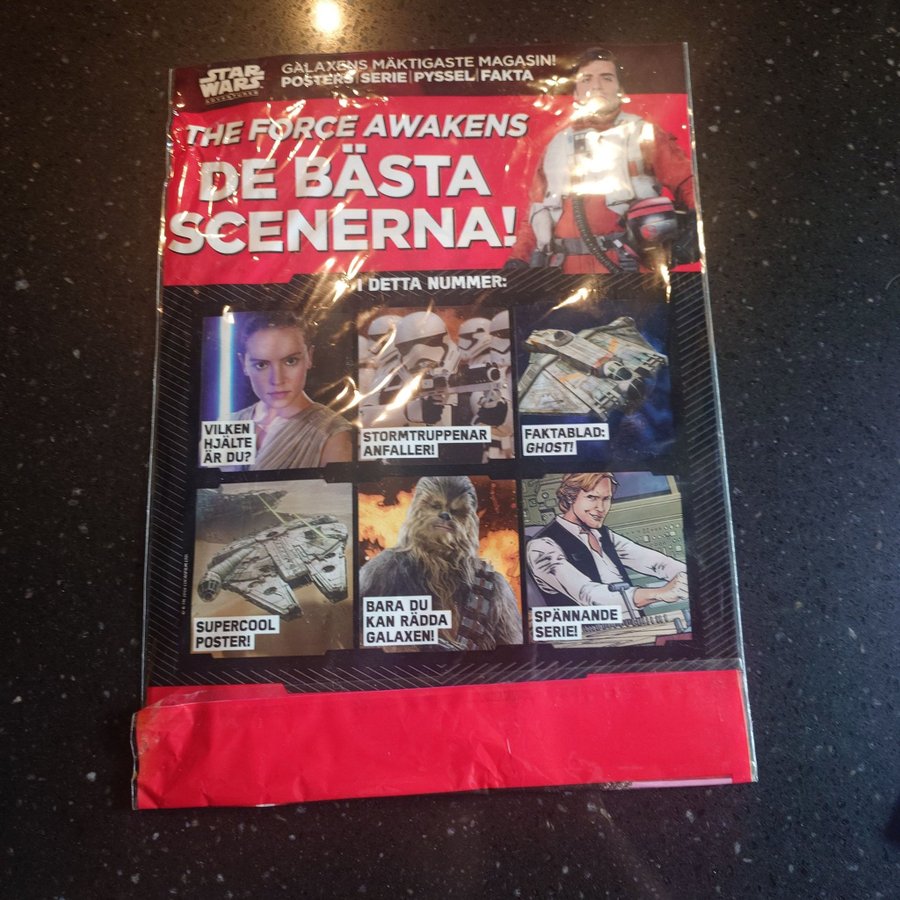 STAR
WARS
ADVENTURES
GALAXENS MÄKTIGASTE MAGASIN!
POSTERS|SERIE|PYSSEL|FAKTA
THE FORCE AWAKENS
DE BÄSTA
SCENERNA!
I DETTA NUMMER:
VILKEN
HJÄLTE
ÄR DU?
STORMTRUPPENAR
ANFALLER!
FAKTABLAD:
GHOST!
SUPERCOOL
POSTER!
BARA DU
KAN RÄDDA
GALAXEN!
SPÄNNANDE
SERIE!